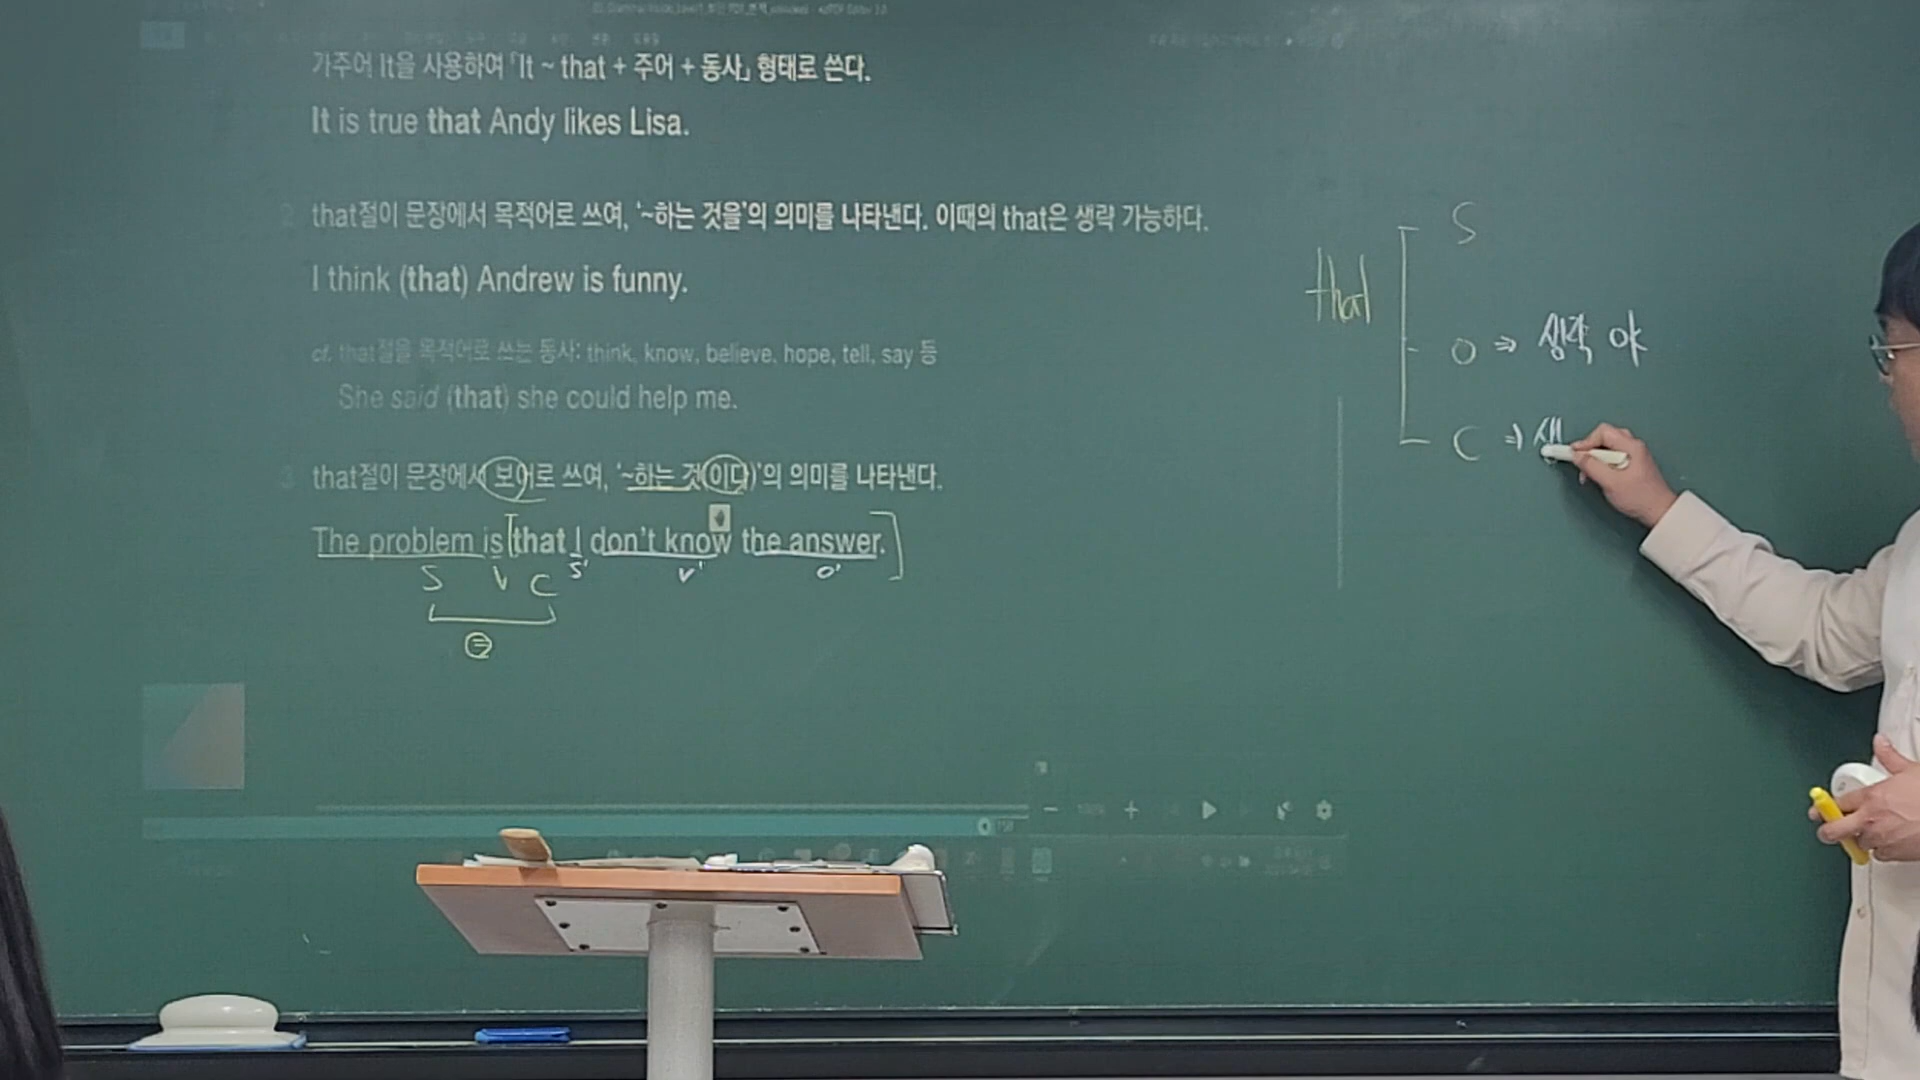 가주어 It을 사용하여 「It ~ that + 주어 + 동사」 형태로 쓴다.
It is true that Andy likes Lisa.
2 that절이 문장에서 목적어로 쓰여, ‘~하는 것을’의 의미를 나타낸다. 이때의 that은 생략 가능하다.
I think (that) Andrew is funny.
cf. that절을 목적어로 쓰는 동사: think, know, believe, hope, tell, say 등
She said (that) she could help me.
3 that절이 문장에서 보어로 쓰여, ‘~하는 것(이다)’의 의미를 나타낸다.
The problem is [that I don't know the answer.]
S V C S' V' O'
=
that
S
O ⇒ 생략
C ⇒ 생